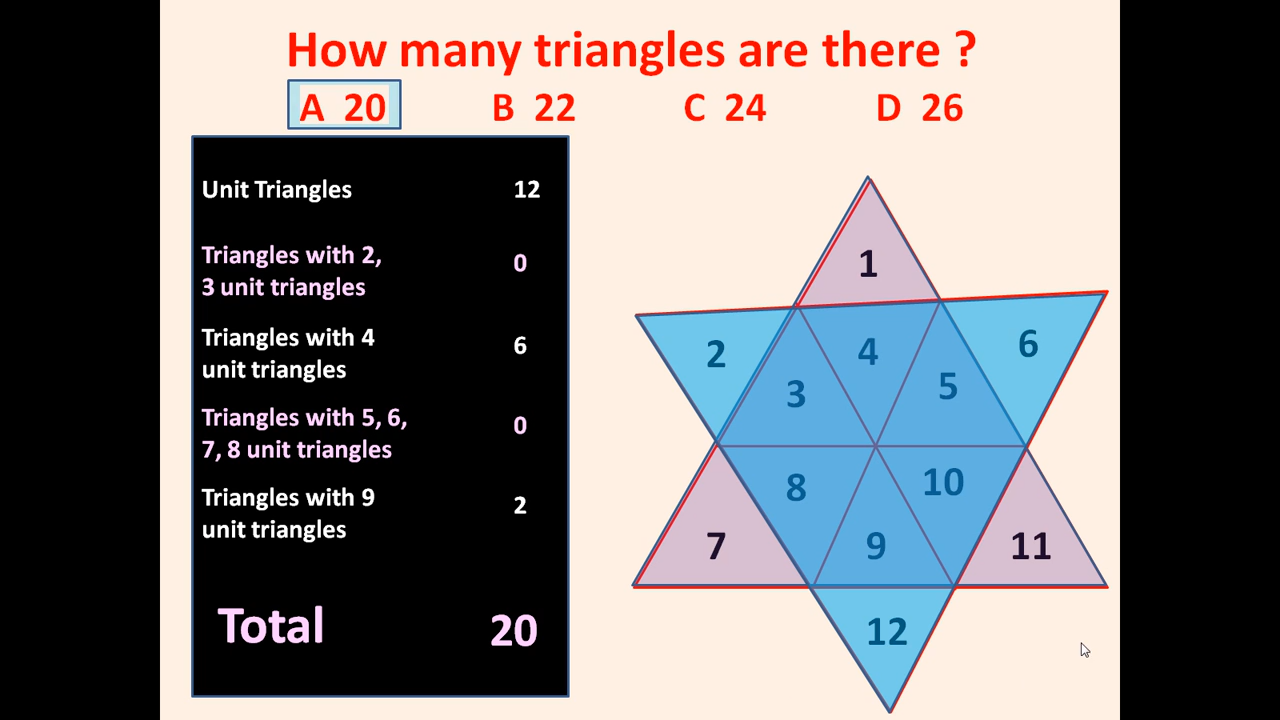 How many triangles are there ?
A 20 B 22 C 24 D 26
Unit Triangles 12
Triangles with 2,
3 unit triangles 0
Triangles with 4
unit triangles 6
Triangles with 5, 6,
7, 8 unit triangles 0
Triangles with 9
unit triangles 2
Total 20
1
2 3 4 5 6
7 8 9 10 11
12